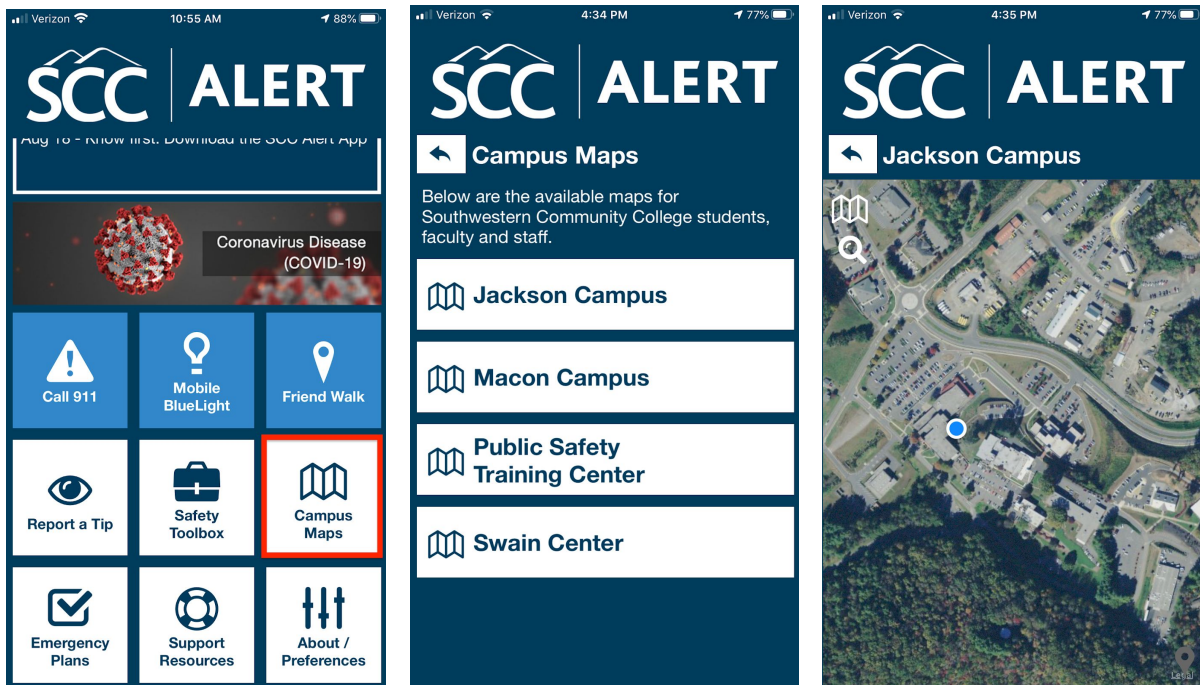 Verizon 10:55 AM 88%
SCC ALERT
Aug 18 - Know first. Download the SCC Alert App
Coronavirus Disease
(COVID-19)
Call 911
Mobile
BlueLight
Friend Walk
Report a Tip
Safety
Toolbox
Campus
Maps
Emergency
Plans
Support
Resources
About /
Preferences
Verizon 4:34 PM 77%
SCC ALERT
Campus Maps
Below are the available maps for
Southwestern Community College students,
faculty and staff.
Jackson Campus
Macon Campus
Public Safety
Training Center
Swain Center
Verizon 4:35 PM 77%
SCC ALERT
Jackson Campus
Legal